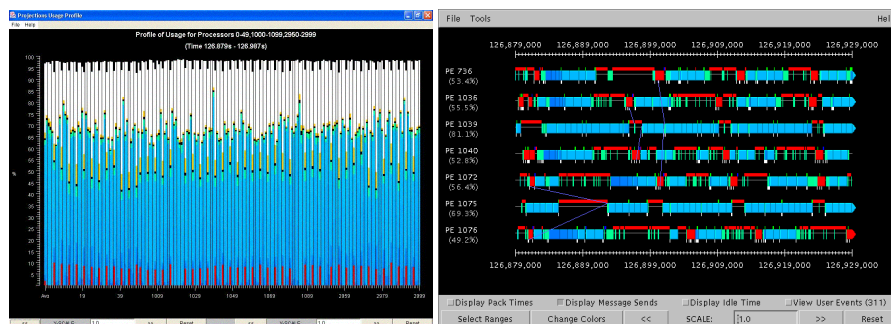 Projections Usage Profile
File Help
Profile of Usage for Processors 0-49,1000-1099,2950-2999
(Time 126.879s - 126.987s)
100
95
90
85
80
75
70
65
60
55
50
45
40
35
30
25
20
15
10
5
%
Avg 19 39 1009 1029 1049 1069 1089 2959 2979 2999
<< X-SCALE: 1.0 >> Reset << Y-SCALE: 1.0 >> Reset
File Tools Hel
126,879,000 126,889,000 126,899,000 126,909,000 126,919,000 126,929,000
PE 736
(53.4%)
PE 1036
(55.5%)
PE 1039
(81.1%)
PE 1040
(52.8%)
PE 1072
(56.4%)
PE 1075
(69.3%)
PE 1076
(49.2%)
126,879,000 126,889,000 126,899,000 126,909,000 126,919,000 126,929,000
Display Pack Times Display Message Sends Display Idle Time View User Events (311)
Select Ranges Change Colors << SCALE: 1.0 >> Reset